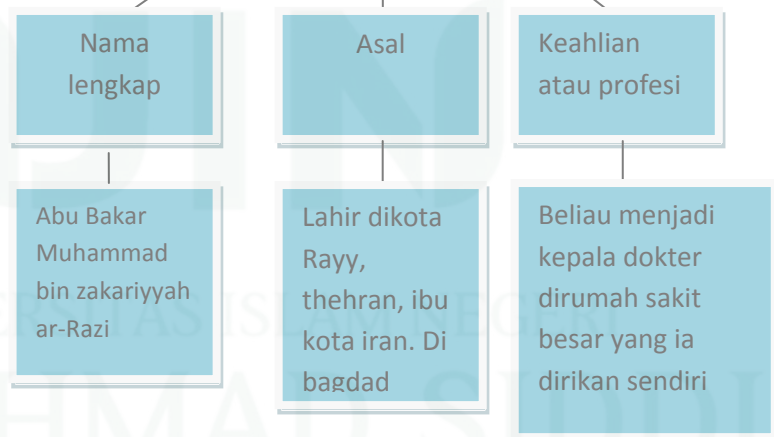 Nama
lengkap
Asal
Keahlian
atau profesi
Abu Bakar
Muhammad
bin zakariyyah
ar-Razi
Lahir dikota
Rayy,
thehran, ibu
kota iran. Di
bagdad
Beliau menjadi
kepala dokter
dirumah sakit
besar yang ia
dirikan sendiri